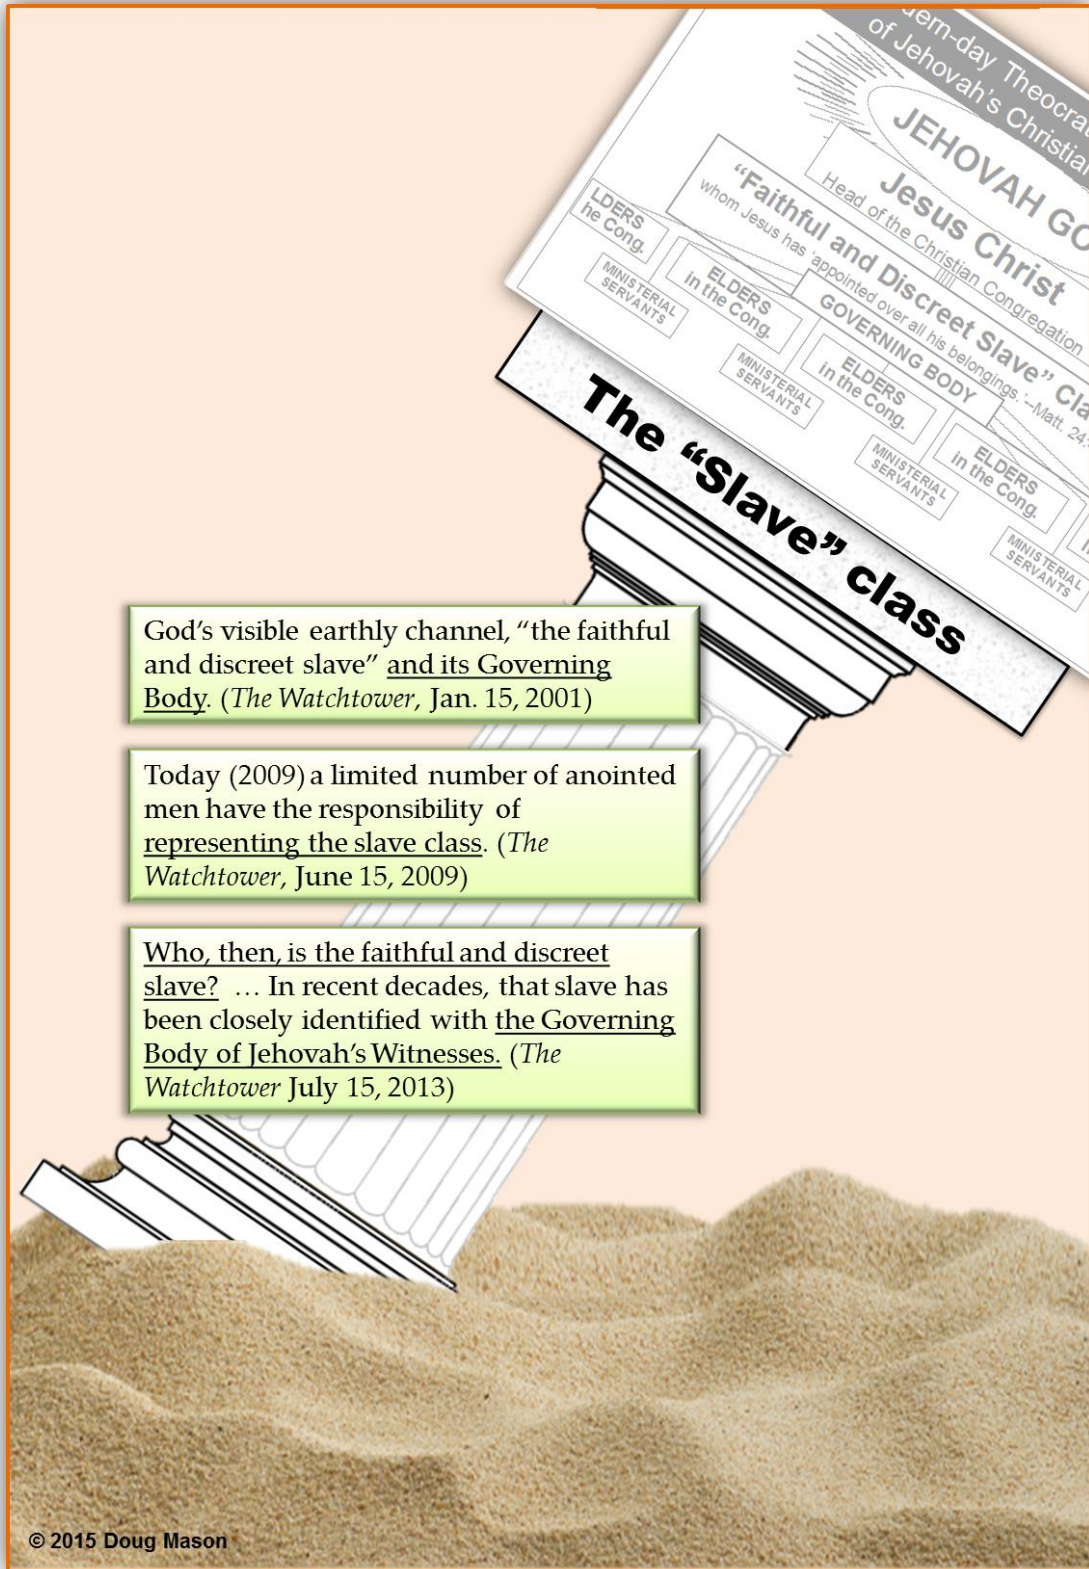 of Jehovah's Christian
JEHOVAH
Jesus Christ
Head of the Christian Congregation
"Faithful and Discreet Slave"
whom Jesus has 'appointed over all his belongings.'–Matt.
GOVERNING BODY
he Cong.
MINISTERIAL
SERVANTS
ELDERS
in the Cong.
MINISTERIAL
SERVANTS
ELDERS
in the Cong.
MINISTERIAL
SERVANTS
ELDERS
in the Cong.
MINISTERIAL
SERVANTS
The “Slave” class
God’s visible earthly channel, “the faithful
and discreet slave” and its Governing
Body. (The Watchtower, Jan. 15, 2001)
Today (2009) a limited number of anointed
men have the responsibility of
representing the slave class. (The
Watchtower, June 15, 2009)
Who, then, is the faithful and discreet
slave? … In recent decades, that slave has
been closely identified with the Governing
Body of Jehovah’s Witnesses. (The
Watchtower July 15, 2013)
© 2015 Doug Mason